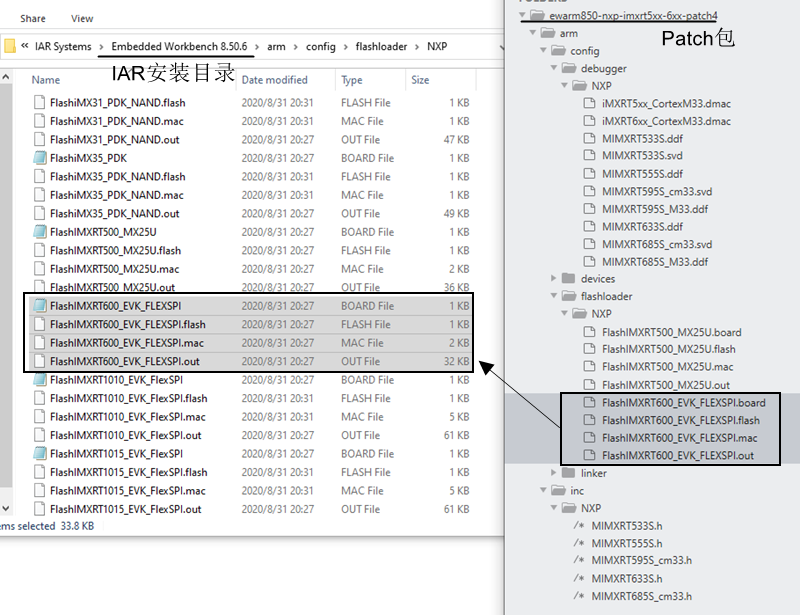 Share View
« IAR Systems > Embedded Workbench 8.50.6 > arm > config > flashloader > NXP
IAR安装目录
Name Date modified Type Size
FlashiMX31_PDK_NAND.flash 2020/8/31 20:31 FLASH File 1 KB
FlashiMX31_PDK_NAND.mac 2020/8/31 20:31 MAC File 1 KB
FlashiMX31_PDK_NAND.out 2020/8/31 20:27 OUT File 47 KB
FlashiMX35_PDK 2020/8/31 20:27 BOARD File 1 KB
FlashiMX35_PDK_NAND.flash 2020/8/31 20:27 FLASH File 1 KB
FlashiMX35_PDK_NAND.mac 2020/8/31 20:31 MAC File 1 KB
FlashiMX35_PDK_NAND.out 2020/8/31 20:27 OUT File 49 KB
FlashIMXRT500_MX25U 2020/8/31 20:27 BOARD File 1 KB
FlashIMXRT500_MX25U.flash 2020/8/31 20:31 FLASH File 1 KB
FlashIMXRT500_MX25U.mac 2020/8/31 20:31 MAC File 2 KB
FlashIMXRT500_MX25U.out 2020/8/31 20:27 OUT File 36 KB
FlashIMXRT600_EVK_FLEXSPI 2020/8/31 20:27 BOARD File 1 KB
FlashIMXRT600_EVK_FLEXSPI.flash 2020/8/31 20:31 FLASH File 1 KB
FlashIMXRT600_EVK_FLEXSPI.mac 2020/8/31 20:31 MAC File 2 KB
FlashIMXRT600_EVK_FLEXSPI.out 2020/8/31 20:27 OUT File 32 KB
FlashIMXRT1010_EVK_FlexSPI 2020/8/31 20:27 BOARD File 1 KB
FlashIMXRT1010_EVK_FlexSPI.flash 2020/8/31 20:31 FLASH File 1 KB
FlashIMXRT1010_EVK_FlexSPI.mac 2020/8/31 20:31 MAC File 5 KB
FlashIMXRT1010_EVK_FlexSPI.out 2020/8/31 20:27 OUT File 61 KB
FlashIMXRT1015_EVK_FlexSPI 2020/8/31 20:27 BOARD File 1 KB
FlashIMXRT1015_EVK_FlexSPI.flash 2020/8/31 20:31 FLASH File 1 KB
FlashIMXRT1015_EVK_FlexSPI.mac 2020/8/31 20:31 MAC File 5 KB
FlashIMXRT1015_EVK_FlexSPI.out 2020/8/31 20:27 OUT File 61 KB
ems selected 33.8 KB
FOLDERS
ewarm850-nxp-imxrt5xx-6xx-patch4
Patch包
arm
config
debugger
NXP
iMXRT5xx_CortexM33.dmac
iMXRT6xx_CortexM33.dmac
MIMXRT533S.ddf
MIMXRT533S.svd
MIMXRT555S.ddf
MIMXRT595S_cm33.svd
MIMXRT595S_M33.ddf
MIMXRT633S.ddf
MIMXRT685S_cm33.svd
MIMXRT685S_M33.ddf
devices
flashloader
NXP
FlashIMXRT500_MX25U.board
FlashIMXRT500_MX25U.flash
FlashIMXRT500_MX25U.mac
FlashIMXRT500_MX25U.out
FlashIMXRT600_EVK_FLEXSPI.board
FlashIMXRT600_EVK_FLEXSPI.flash
FlashIMXRT600_EVK_FLEXSPI.mac
FlashIMXRT600_EVK_FLEXSPI.out
linker
inc
NXP
/* MIMXRT533S.h
/* MIMXRT555S.h
/* MIMXRT595S_cm33.h
/* MIMXRT633S.h
/* MIMXRT685S_cm33.h